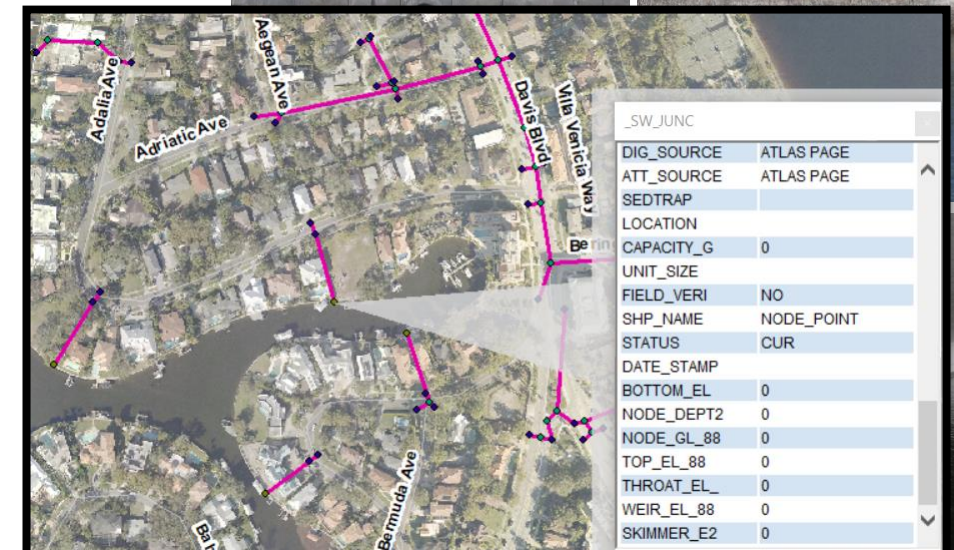 Adalia Ave
Aegean Ave
Adriatic Ave
Davis Blvd
Villa Venicia Way
Bermuda Ave
_SW_JUNC
DIG_SOURCE ATLAS PAGE
ATT_SOURCE ATLAS PAGE
SEDTRAP
LOCATION
CAPACITY_G 0
UNIT_SIZE
FIELD_VERI NO
SHP_NAME NODE_POINT
STATUS CUR
DATE_STAMP
BOTTOM_EL 0
NODE_DEPT2 0
NODE_GL_88 0
TOP_EL_88 0
THROAT_EL_ 0
WEIR_EL_88 0
SKIMMER_E2 0